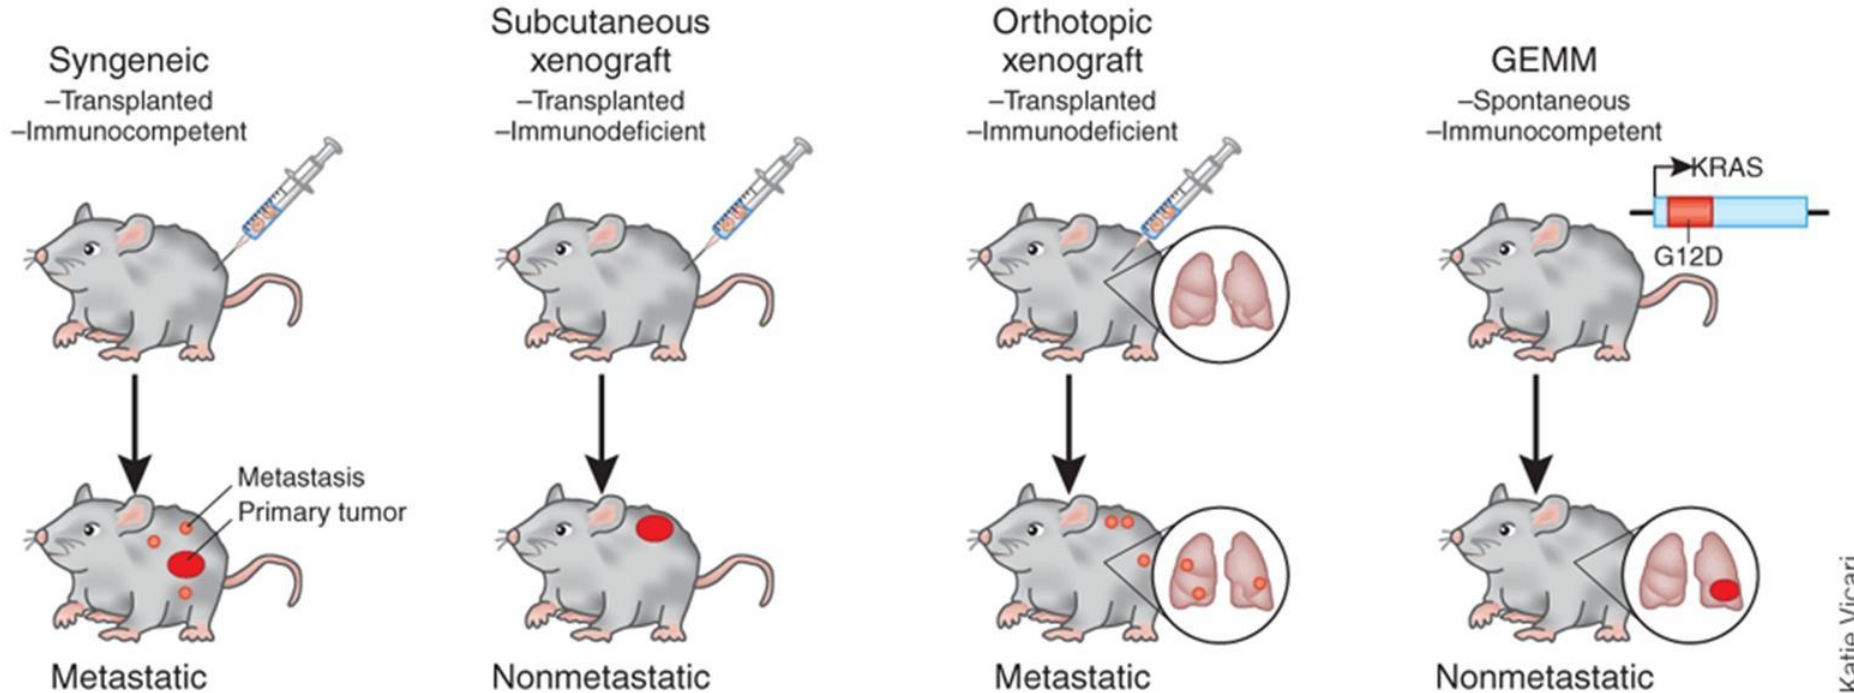 Syngeneic
–Transplanted
–Immunocompetent
Subcutaneous
xenograft
–Transplanted
–Immunodeficient
Orthotopic
xenograft
–Transplanted
–Immunodeficient
GEMM
–Spontaneous
–Immunocompetent
KRAS
G12D
Metastasis
Primary tumor
Metastatic
Nonmetastatic
Metastatic
Nonmetastatic
Katie Vicari